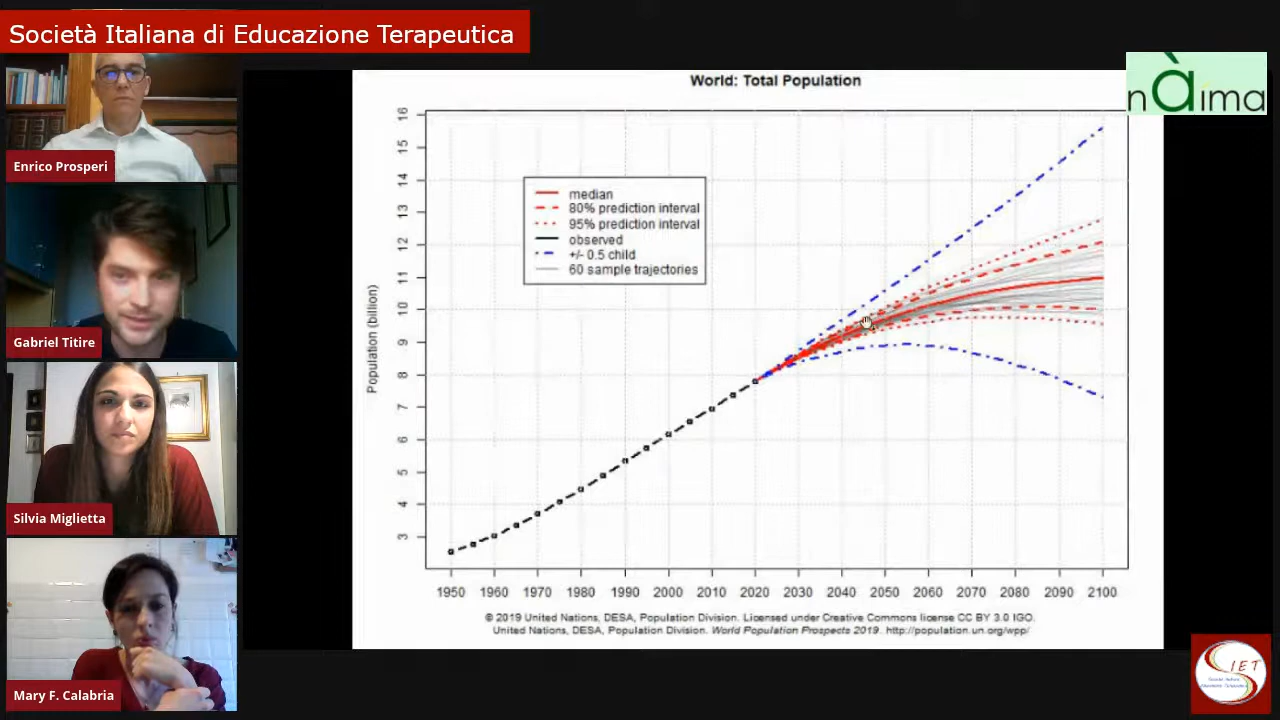 Società Italiana di Educazione Terapeutica
Enrico Prosperi
Gabriel Titire
Silvia Miglietta
Mary F. Calabria
nàima
World: Total Population
Population (billion)
16
15
14
13
12
11
10
9
8
7
6
5
4
3
median
80% prediction interval
95% prediction interval
observed
+/- 0.5 child
60 sample trajectories
1950 1960 1970 1980 1990 2000 2010 2020 2030 2040 2050 2060 2070 2080 2090 2100
© 2019 United Nations, DESA, Population Division. Licensed under Creative Commons license CC BY 3.0 IGO.
United Nations, DESA, Population Division. World Population Prospects 2019. http://population.un.org/wpp/
SIET